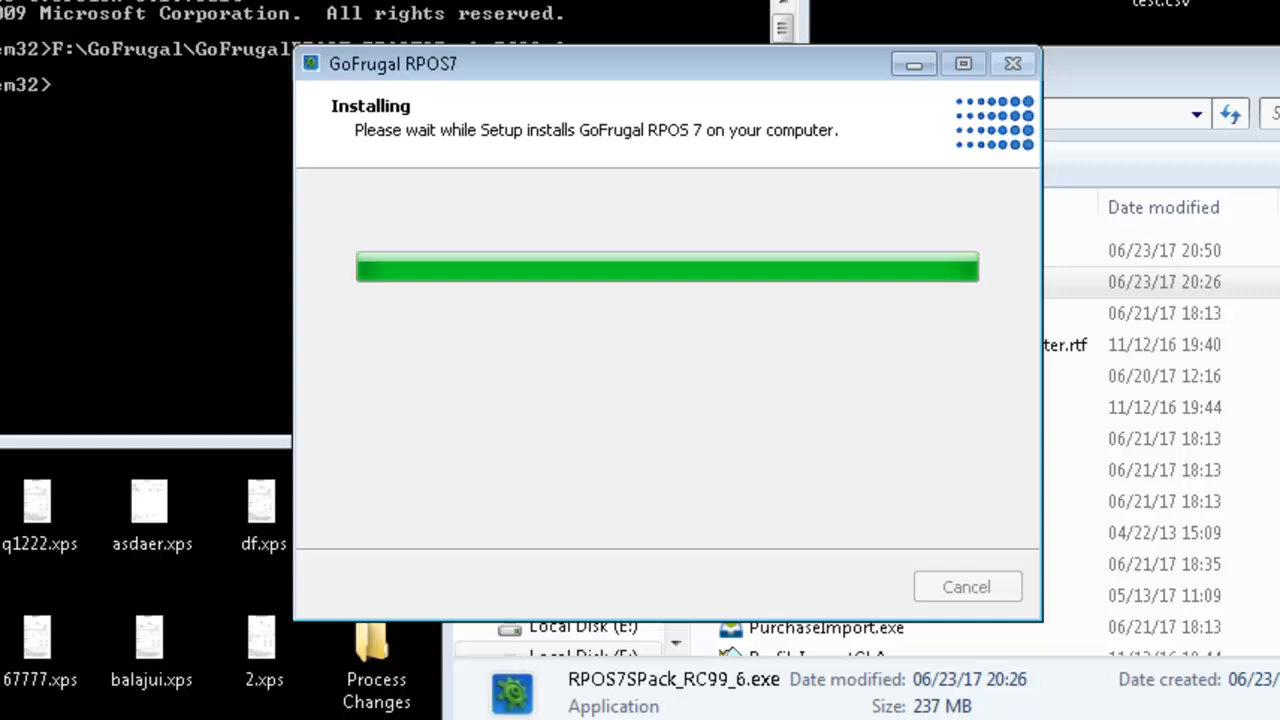 test.csv
009 Microsoft Corporation.  All rights reserved.
em32>F:\GoFrugal\GoFrugal
em32>
GoFrugal RPOS7
Installing
Please wait while Setup installs GoFrugal RPOS 7 on your computer.
Cancel
Date modified
06/23/17 20:50
06/23/17 20:26
06/21/17 18:13
ter.rtf 11/12/16 19:40
06/20/17 12:16
11/12/16 19:44
06/21/17 18:13
06/21/17 18:13
06/21/17 18:13
04/22/13 15:09
06/21/17 18:35
05/13/17 11:09
PurchaseImport.exe 06/21/17 18:13
Local Disk (E:)
q1222.xps
asdaer.xps
df.xps
67777.xps
balajui.xps
2.xps
Process
Changes
RPOS7SPack_RC99_6.exe Date modified: 06/23/17 20:26 Date created: 06/23/
Application Size: 237 MB